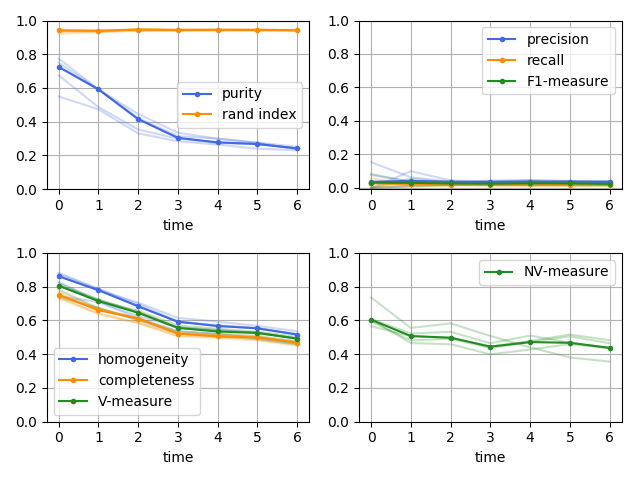 1.0
0.8
0.6
0.4
0.2
0.0
purity
rand index
0 1 2 3 4 5 6
time
1.0
0.8
0.6
0.4
0.2
0.0
precision
recall
F1-measure
0 1 2 3 4 5 6
time
1.0
0.8
0.6
0.4
0.2
0.0
homogeneity
completeness
V-measure
0 1 2 3 4 5 6
time
1.0
0.8
0.6
0.4
0.2
0.0
NV-measure
0 1 2 3 4 5 6
time